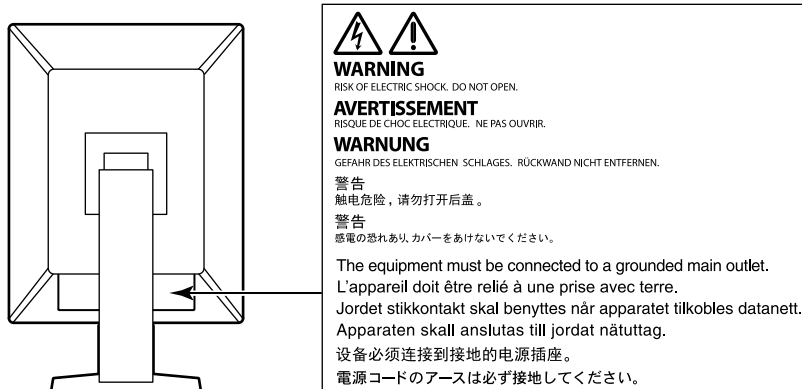 WARNING
RISK OF ELECTRIC SHOCK. DO NOT OPEN.
AVERTISSEMENT
RISQUE DE CHOC ELECTRIQUE. NE PAS OUVRIR.
WARNUNG
GEFAHR DES ELEKTRISCHEN SCHLAGES. RÜCKWAND NICHT ENTFERNEN.
警告
触电危险，请勿打开后盖。
警告
感電の恐れあり、カバーをあけないでください。
The equipment must be connected to a grounded main outlet.
L'appareil doit être relié à une prise avec terre.
Jordet stikkontakt skal benyttes når apparatet tilkobles datanett.
Apparaten skall anslutas till jordat nätuttag.
设备必须连接到接地的电源插座。
電源コードのアースは必ず接地してください。